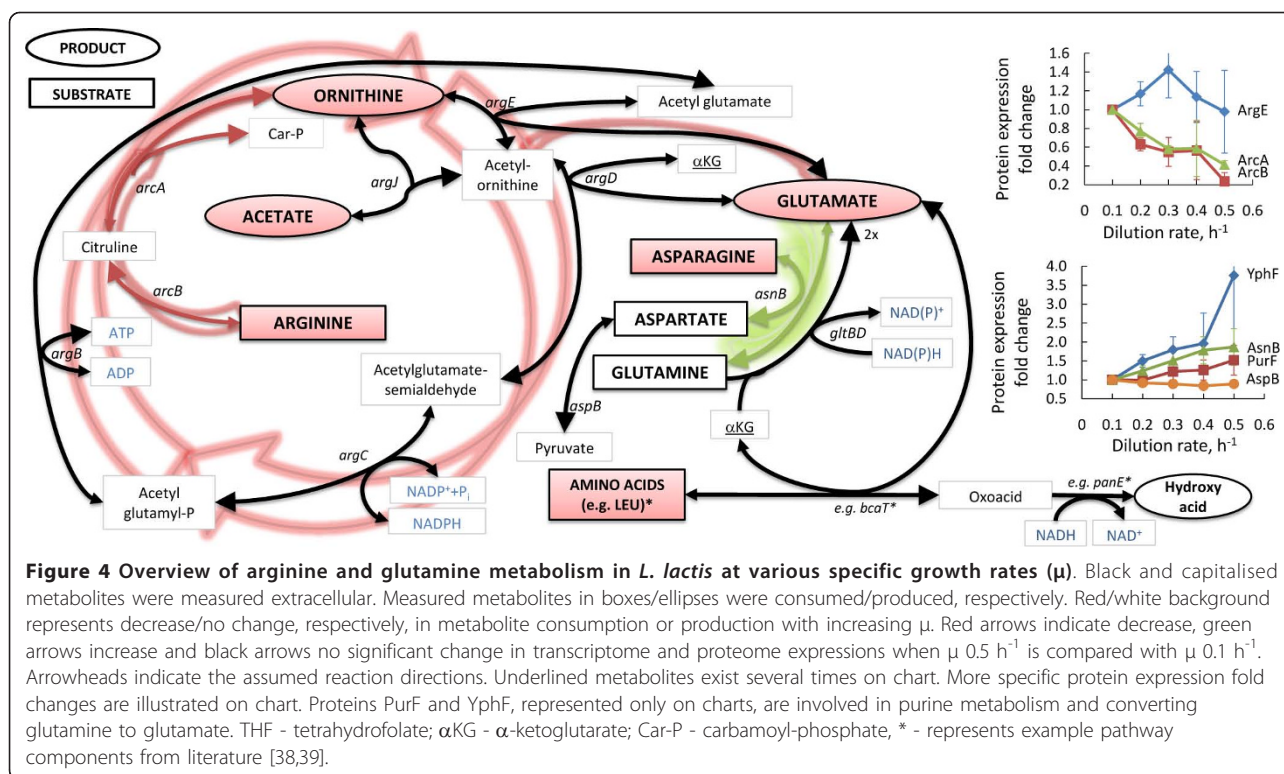 PRODUCT
SUBSTRATE
ORNITHINE
argE
Acetyl glutamate
Car-P
arcA
argJ
Acetyl-
ornithine
αKG
argD
ACETATE
GLUTAMATE
2x
Citruline
arcB
ARGININE
ASPARAGINE
asnB
ASPARTATE
NAD(P)+
gltBD
NAD(P)H
GLUTAMINE
ATP
argB
ADP
Acetylglutamate-
semialdehyde
aspB
Pyruvate
αKG
argC
Acetyl
glutamyl-P
NADP++Pi
NADPH
AMINO ACIDS
(e.g. LEU)*
e.g. bcaT*
Oxoacid
e.g. panE*
Hydroxy
acid
NADH
NAD+
Protein expression
fold change
1.6
1.4
1.2
1.0
0.8
0.6
0.4
0.2
ArgE
ArcA
ArcB
0.0 0.1 0.2 0.3 0.4 0.5 0.6
Dilution rate, h-1
Protein expression
fold change
4.0
3.5
3.0
2.5
2.0
1.5
1.0
0.5
YphF
AsnB
PurF
AspB
0.0 0.1 0.2 0.3 0.4 0.5 0.6
Dilution rate, h-1
Figure 4 Overview of arginine and glutamine metabolism in L. lactis at various specific growth rates (μ). Black and capitalised
metabolites were measured extracellular. Measured metabolites in boxes/ellipses were consumed/produced, respectively. Red/white background
represents decrease/no change, respectively, in metabolite consumption or production with increasing μ. Red arrows indicate decrease, green
arrows increase and black arrows no significant change in transcriptome and proteome expressions when μ 0.5 h-1 is compared with μ 0.1 h-1.
Arrowheads indicate the assumed reaction directions. Underlined metabolites exist several times on chart. More specific protein expression fold
changes are illustrated on chart. Proteins PurF and YphF, represented only on charts, are involved in purine metabolism and converting
glutamine to glutamate. THF - tetrahydrofolate; αKG - α-ketoglutarate; Car-P - carbamoyl-phosphate, * - represents example pathway
components from literature [38,39].